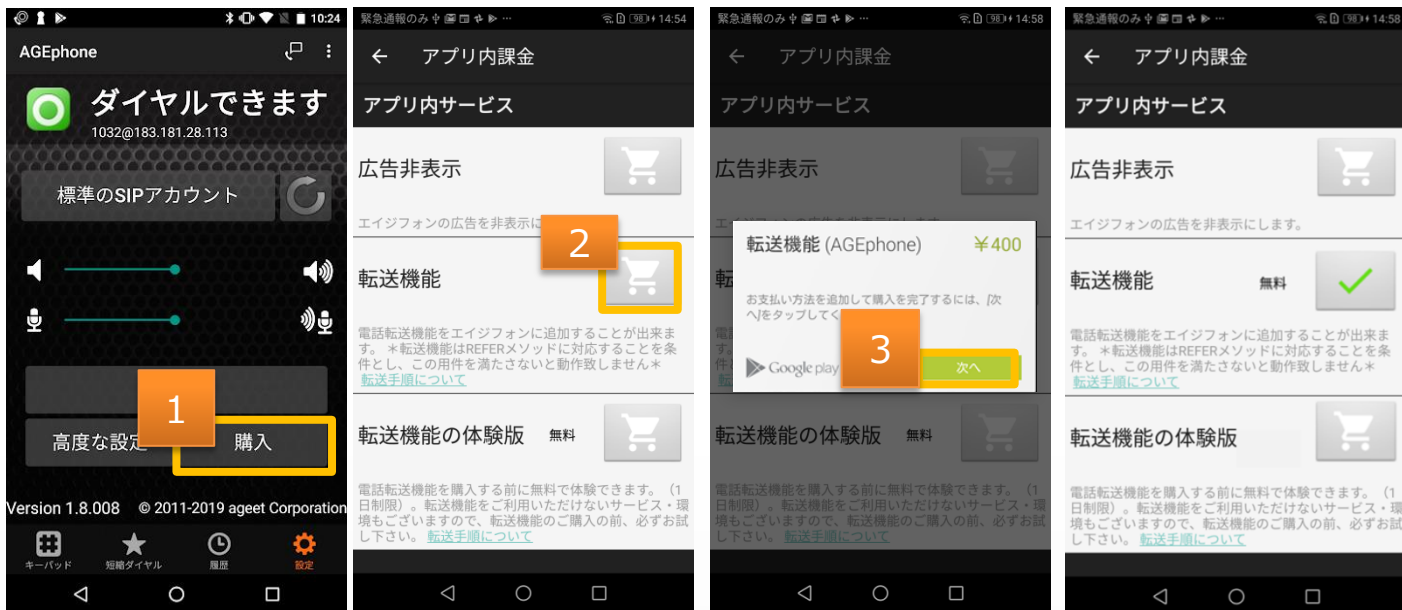 10:24
AGEphone
ダイヤルできます
1032@183.181.28.113
標準のSIPアカウント
1
高度な設定
購入
Version 1.8.008 © 2011-2019 ageet Corporation
キーパッド
短縮ダイヤル
履歴
設定
緊急通報のみ
98
14:54
アプリ内課金
アプリ内サービス
広告非表示
エイジフォンの広告を非表示に
2
転送機能
電話転送機能をエイジフォンに追加することが出来ま
す。 *転送機能はREFERメソッドに対応することを条
件とし、この用件を満たさないと動作致しません*
転送手順について
転送機能の体験版 無料
電話転送機能を購入する前に無料で体験できます。（1
日制限）。転送機能をご利用いただけないサービス・環
境もございますので、転送機能のご購入の前、必ずお試
し下さい。 転送手順について
緊急通報のみ
98
14:58
アプリ内課金
アプリ内サービス
広告非表示
エイジフォンの広告を非表示にします。
転送機能 (AGEphone) ￥400
お支払い方法を追加して購入を完了するには、[次
へ]をタップしてく
3
Google play
次へ
転送機能の体験版 無料
電話転送機能を購入する前に無料で体験できます。（1
日制限）。転送機能をご利用いただけないサービス・環
境もございますので、転送機能のご購入の前、必ずお試
し下さい。 転送手順について
緊急通報のみ
98
14:58
アプリ内課金
アプリ内サービス
広告非表示
エイジフォンの広告を非表示にします。
転送機能 無料
電話転送機能をエイジフォンに追加することが出来ま
す。 *転送機能はREFERメソッドに対応することを条
件とし、この用件を満たさないと動作致しません*
転送手順について
転送機能の体験版
電話転送機能を購入する前に無料で体験できます。（1
日制限）。転送機能をご利用いただけないサービス・環
境もございますので、転送機能のご購入の前、必ずお試
し下さい。 転送手順について